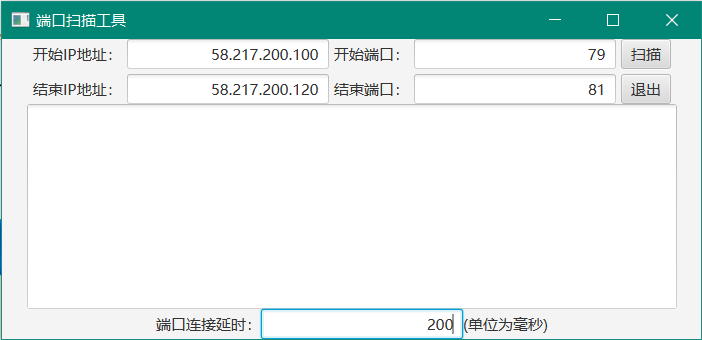 端口扫描工具
开始IP地址： 58.217.200.100 开始端口： 79 扫描
结束IP地址： 58.217.200.120 结束端口： 81 退出
端口连接延时： 200 (单位为毫秒)